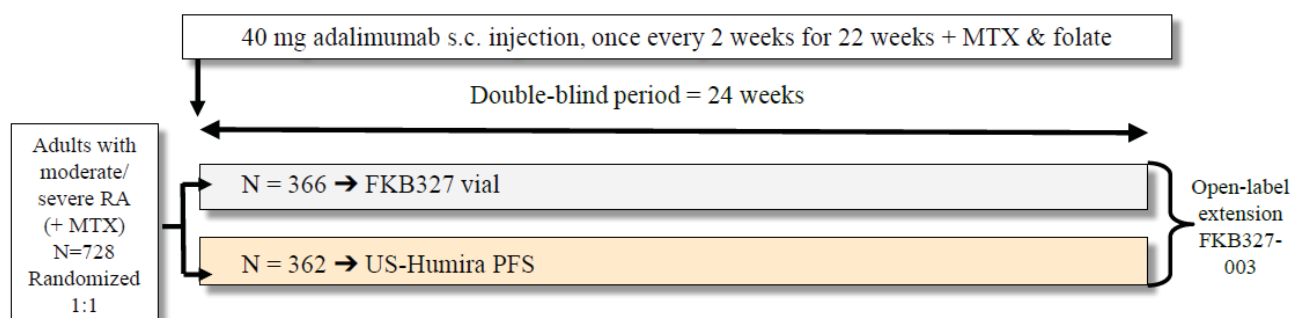 40 mg adalimumab s.c. injection, once every 2 weeks for 22 weeks + MTX & folate
Double-blind period = 24 weeks
Adults with
moderate/
severe RA
(+ MTX)
N=728
Randomized
1:1
N = 366 ➔ FKB327 vial
N = 362 ➔ US-Humira PFS
Open-label
extension
FKB327-
003